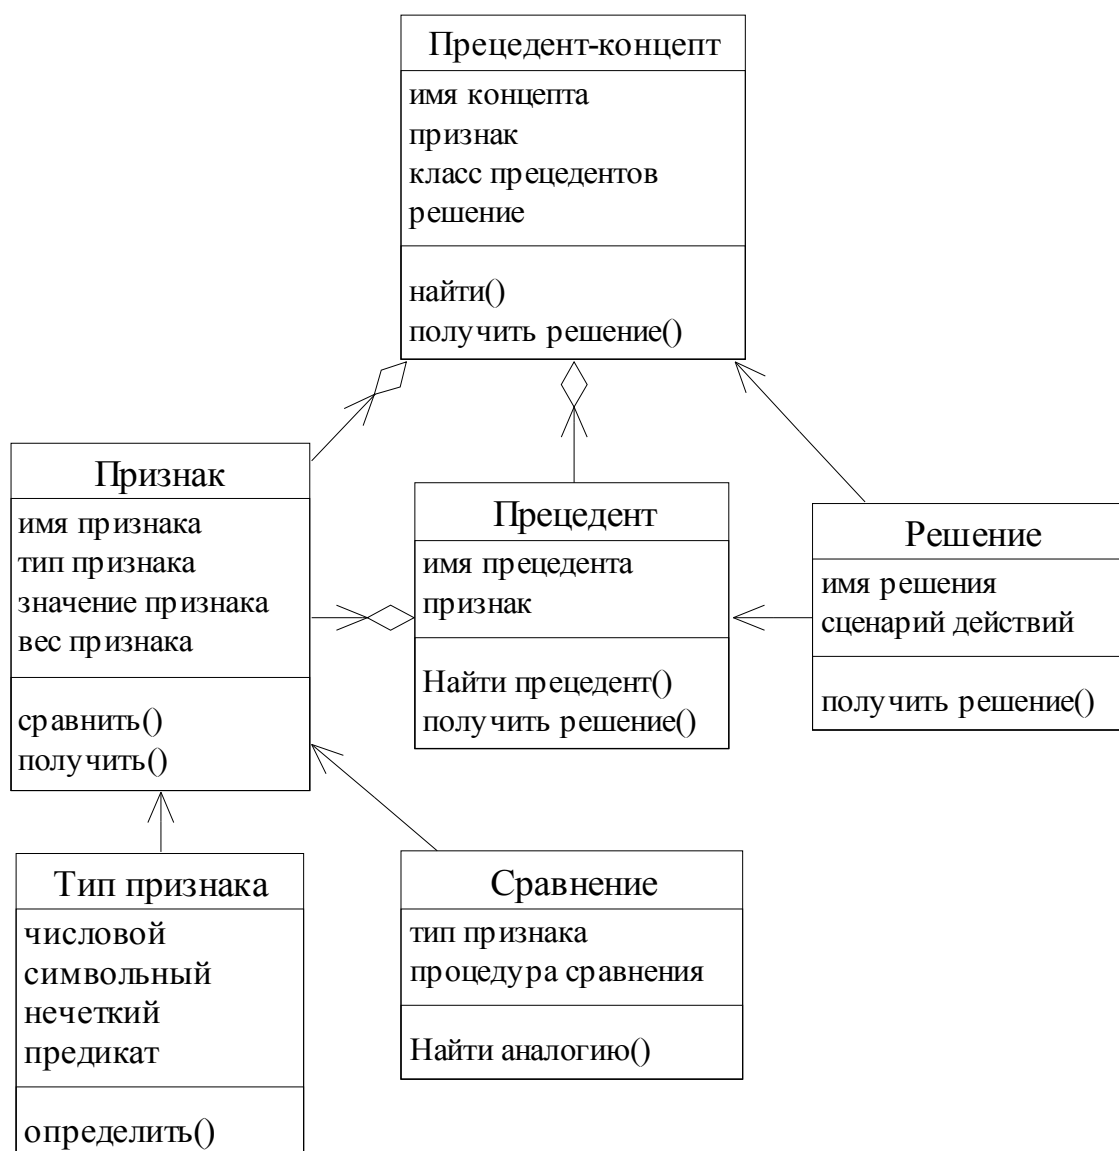 Прецедент-концепт
имя концепта
признак
класс прецедентов
решение
найти()
получить решение()
Признак
имя признака
тип признака
значение признака
вес признака
сравнить()
получить()
Прецедент
имя прецедента
признак
Найти прецедент()
получить решение()
Решение
имя решения
сценарий действий
получить решение()
Тип признака
числовой
символьный
нечеткий
предикат
определить()
Сравнение
тип признака
процедура сравнения
Найти аналогию()